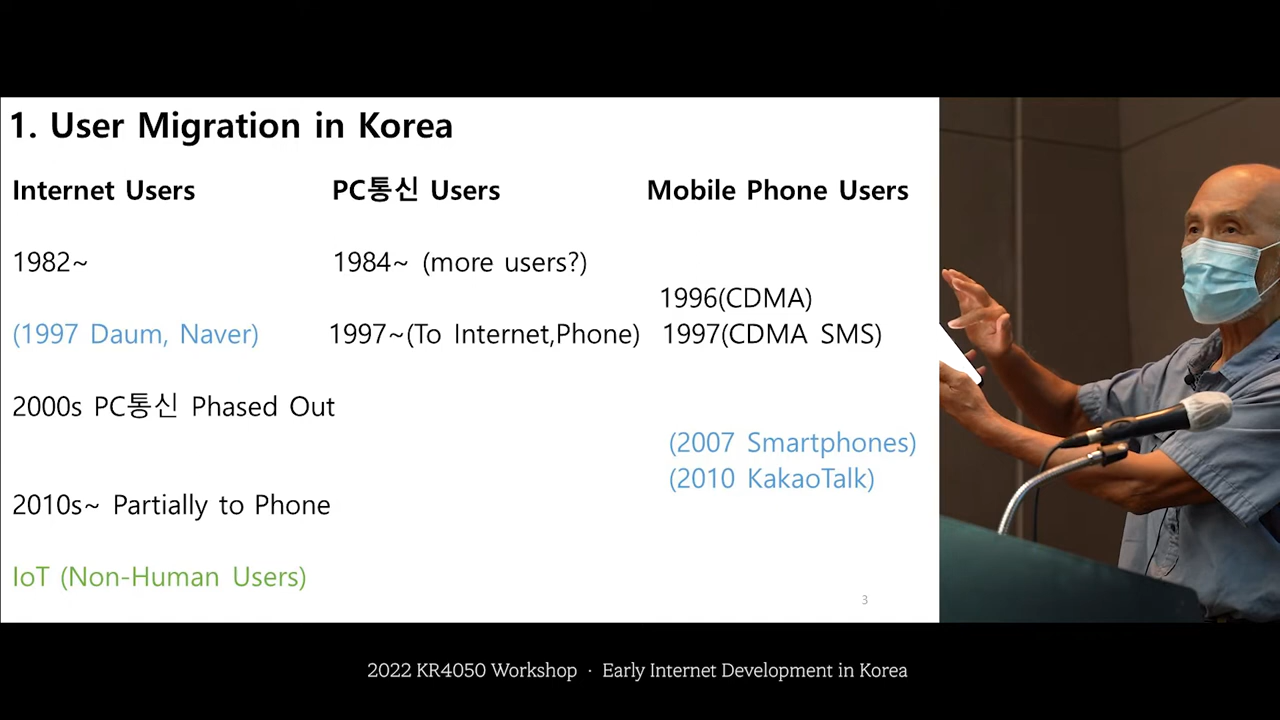 1. User Migration in Korea
Internet Users PC통신 Users Mobile Phone Users
1982~ 1984~ (more users?)
1996(CDMA)
(1997 Daum, Naver) 1997~(To Internet,Phone) 1997(CDMA SMS)
2000s PC통신 Phased Out
(2007 Smartphones)
(2010 KakaoTalk)
2010s~ Partially to Phone
IoT (Non-Human Users)
3
2022 KR4050 Workshop · Early Internet Development in Korea